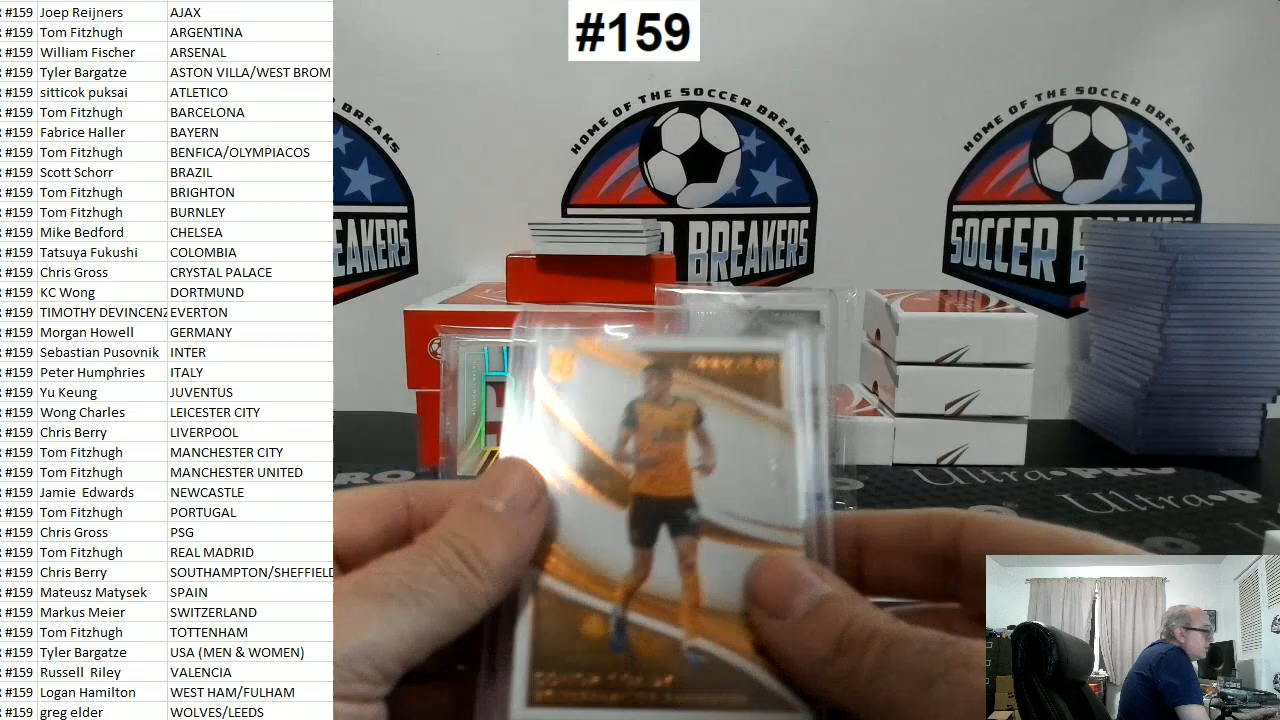 #159 Joep Reijners AJAX
#159 Tom Fitzhugh ARGENTINA
#159 William Fischer ARSENAL
#159 Tyler Bargatze ASTON VILLA/WEST BROM
#159 sitticok puksai ATLETICO
#159 Tom Fitzhugh BARCELONA
#159 Fabrice Haller BAYERN
#159 Tom Fitzhugh BENFICA/OLYMPIACOS
#159 Scott Schorr BRAZIL
#159 Tom Fitzhugh BRIGHTON
#159 Tom Fitzhugh BURNLEY
#159 Mike Bedford CHELSEA
#159 Tatsuya Fukushi COLOMBIA
#159 Chris Gross CRYSTAL PALACE
#159 KC Wong DORTMUND
#159 TIMOTHY DEVINCENZ EVERTON
#159 Morgan Howell GERMANY
#159 Sebastian Pusovnik INTER
#159 Peter Humphries ITALY
#159 Yu Keung JUVENTUS
#159 Wong Charles LEICESTER CITY
#159 Chris Berry LIVERPOOL
#159 Tom Fitzhugh MANCHESTER CITY
#159 Tom Fitzhugh MANCHESTER UNITED
#159 Jamie Edwards NEWCASTLE
#159 Tom Fitzhugh PORTUGAL
#159 Chris Gross PSG
#159 Tom Fitzhugh REAL MADRID
#159 Chris Berry SOUTHAMPTON/SHEFFIELD
#159 Mateusz Matysek SPAIN
#159 Markus Meier SWITZERLAND
#159 Tom Fitzhugh TOTTENHAM
#159 Tyler Bargatze USA (MEN & WOMEN)
#159 Russell Riley VALENCIA
#159 Logan Hamilton WEST HAM/FULHAM
#159 greg elder WOLVES/LEEDS
#159
BREAKS
EAKERS
HOME OF THE SOCCER BREAKS
BREAKERS
HOME OF THE SOCCER BREAKS
SOCCER B
PRO
Ultra PRO
Ultra P